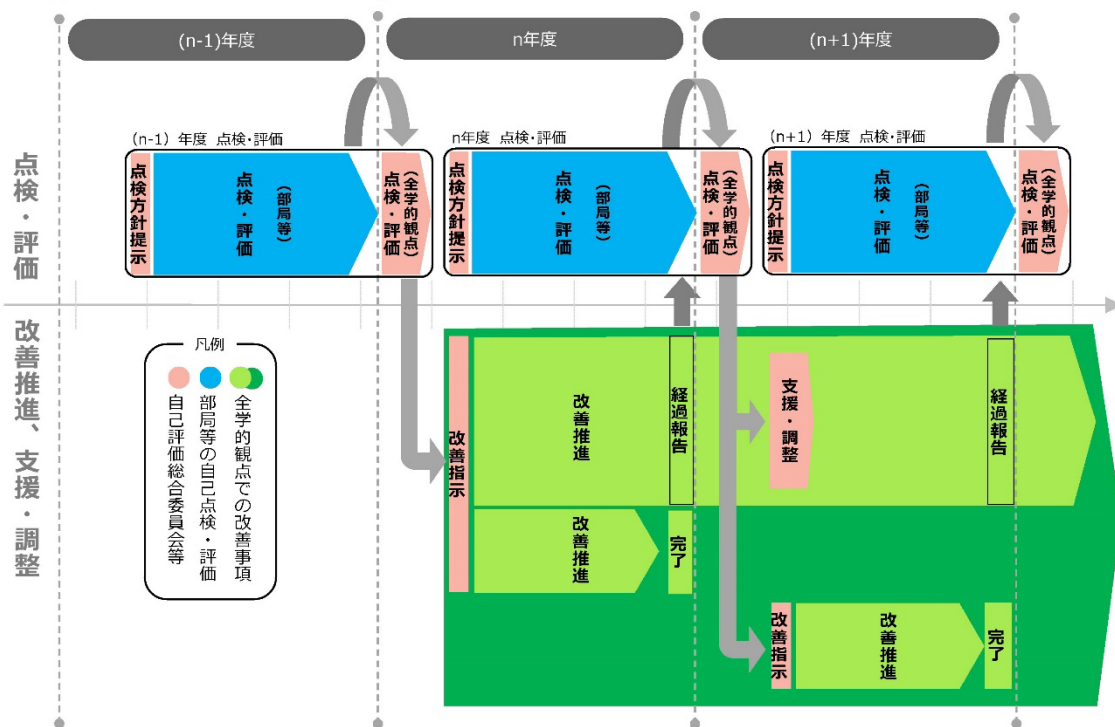 (n-1)年度
n年度
(n+1)年度
点検・評価
(n-1) 年度 点検・評価
点検方針提示
点検・評価
(部局等)
点検・評価
(全学的観点)
n年度 点検・評価
点検方針提示
点検・評価
(部局等)
点検・評価
(全学的観点)
(n+1) 年度 点検・評価
点検方針提示
点検・評価
(部局等)
点検・評価
(全学的観点)
改善推進、支援・調整
凡例
全学的観点での改善事項
部局等の自己点検・評価
自己評価総合委員会等
改善指示
改善推進
経過報告
支援・調整
経過報告
改善推進
完了
改善指示
改善推進
完了